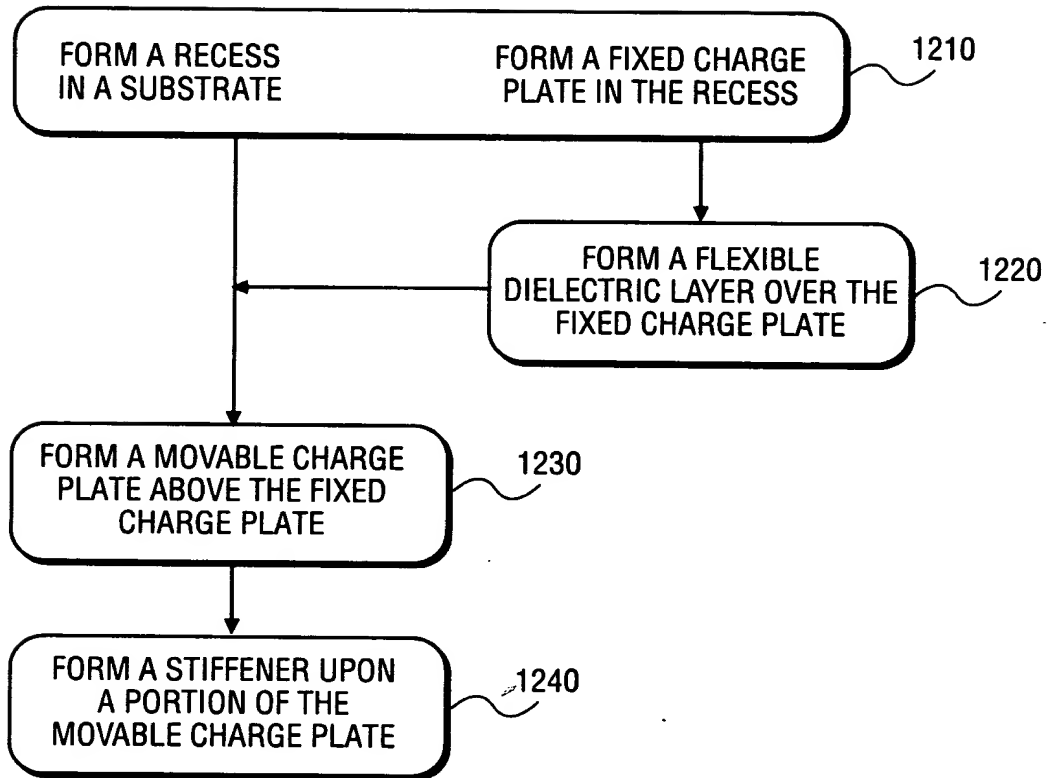 FORM A RECESS
IN A SUBSTRATE
FORM A FIXED CHARGE
PLATE IN THE RECESS
1210
FORM A FLEXIBLE
DIELECTRIC LAYER OVER THE
FIXED CHARGE PLATE
1220
FORM A MOVABLE CHARGE
PLATE ABOVE THE FIXED
CHARGE PLATE
1230
FORM A STIFFENER UPON
A PORTION OF THE
MOVABLE CHARGE PLATE
1240